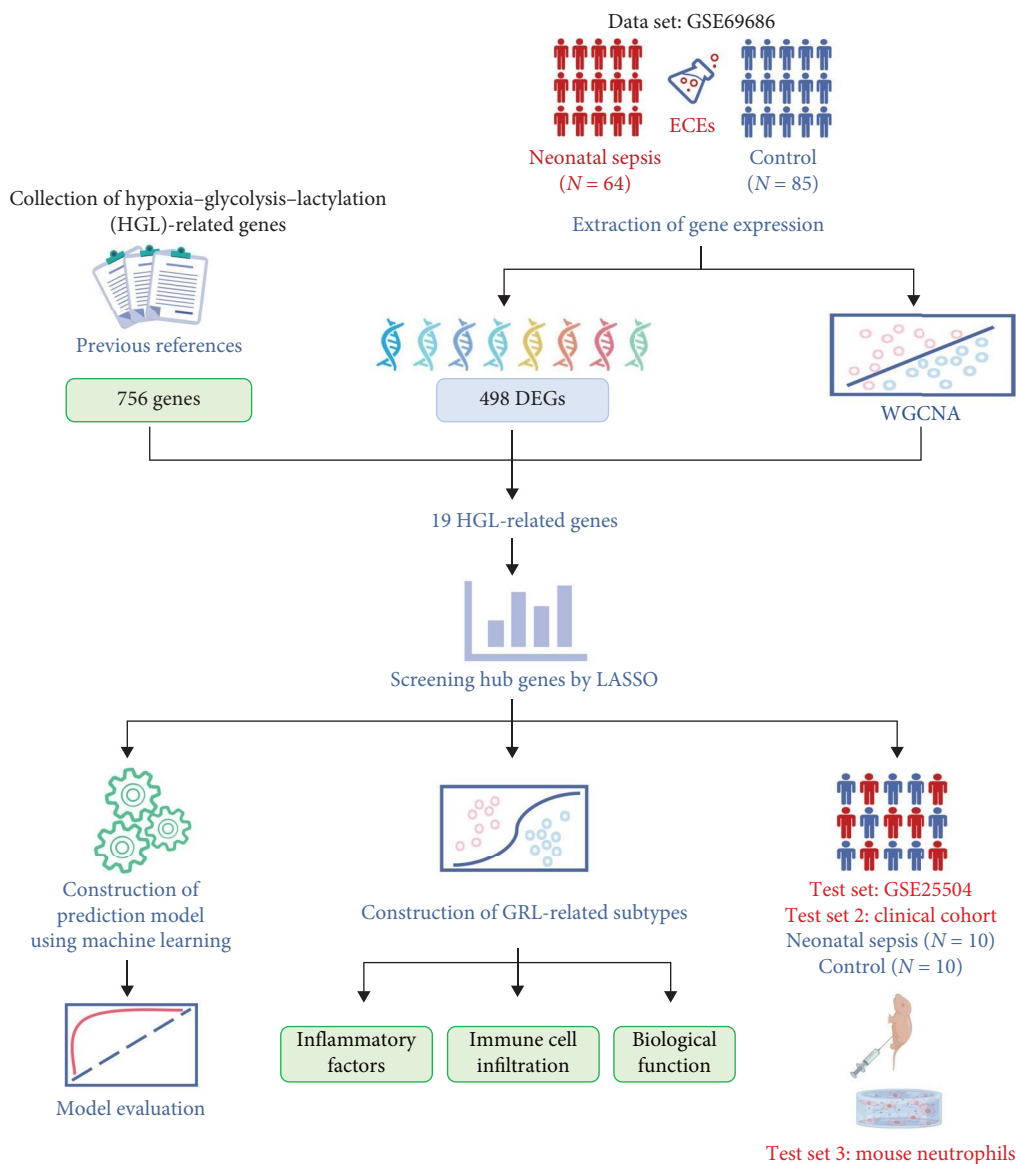 Data set: GSE69686
ECEs
Neonatal sepsis
(N = 64)
Control
(N = 85)
Collection of hypoxia–glycolysis–lactylation
(HGL)-related genes
Extraction of gene expression
Previous references
756 genes
498 DEGs
WGCNA
19 HGL-related genes
Screening hub genes by LASSO
Construction of
prediction model
using machine learning
Model evaluation
Construction of GRL-related subtypes
Inflammatory
factors
Immune cell
infiltration
Biological
function
Test set: GSE25504
Test set 2: clinical cohort
Neonatal sepsis (N = 10)
Control (N = 10)
Test set 3: mouse neutrophils